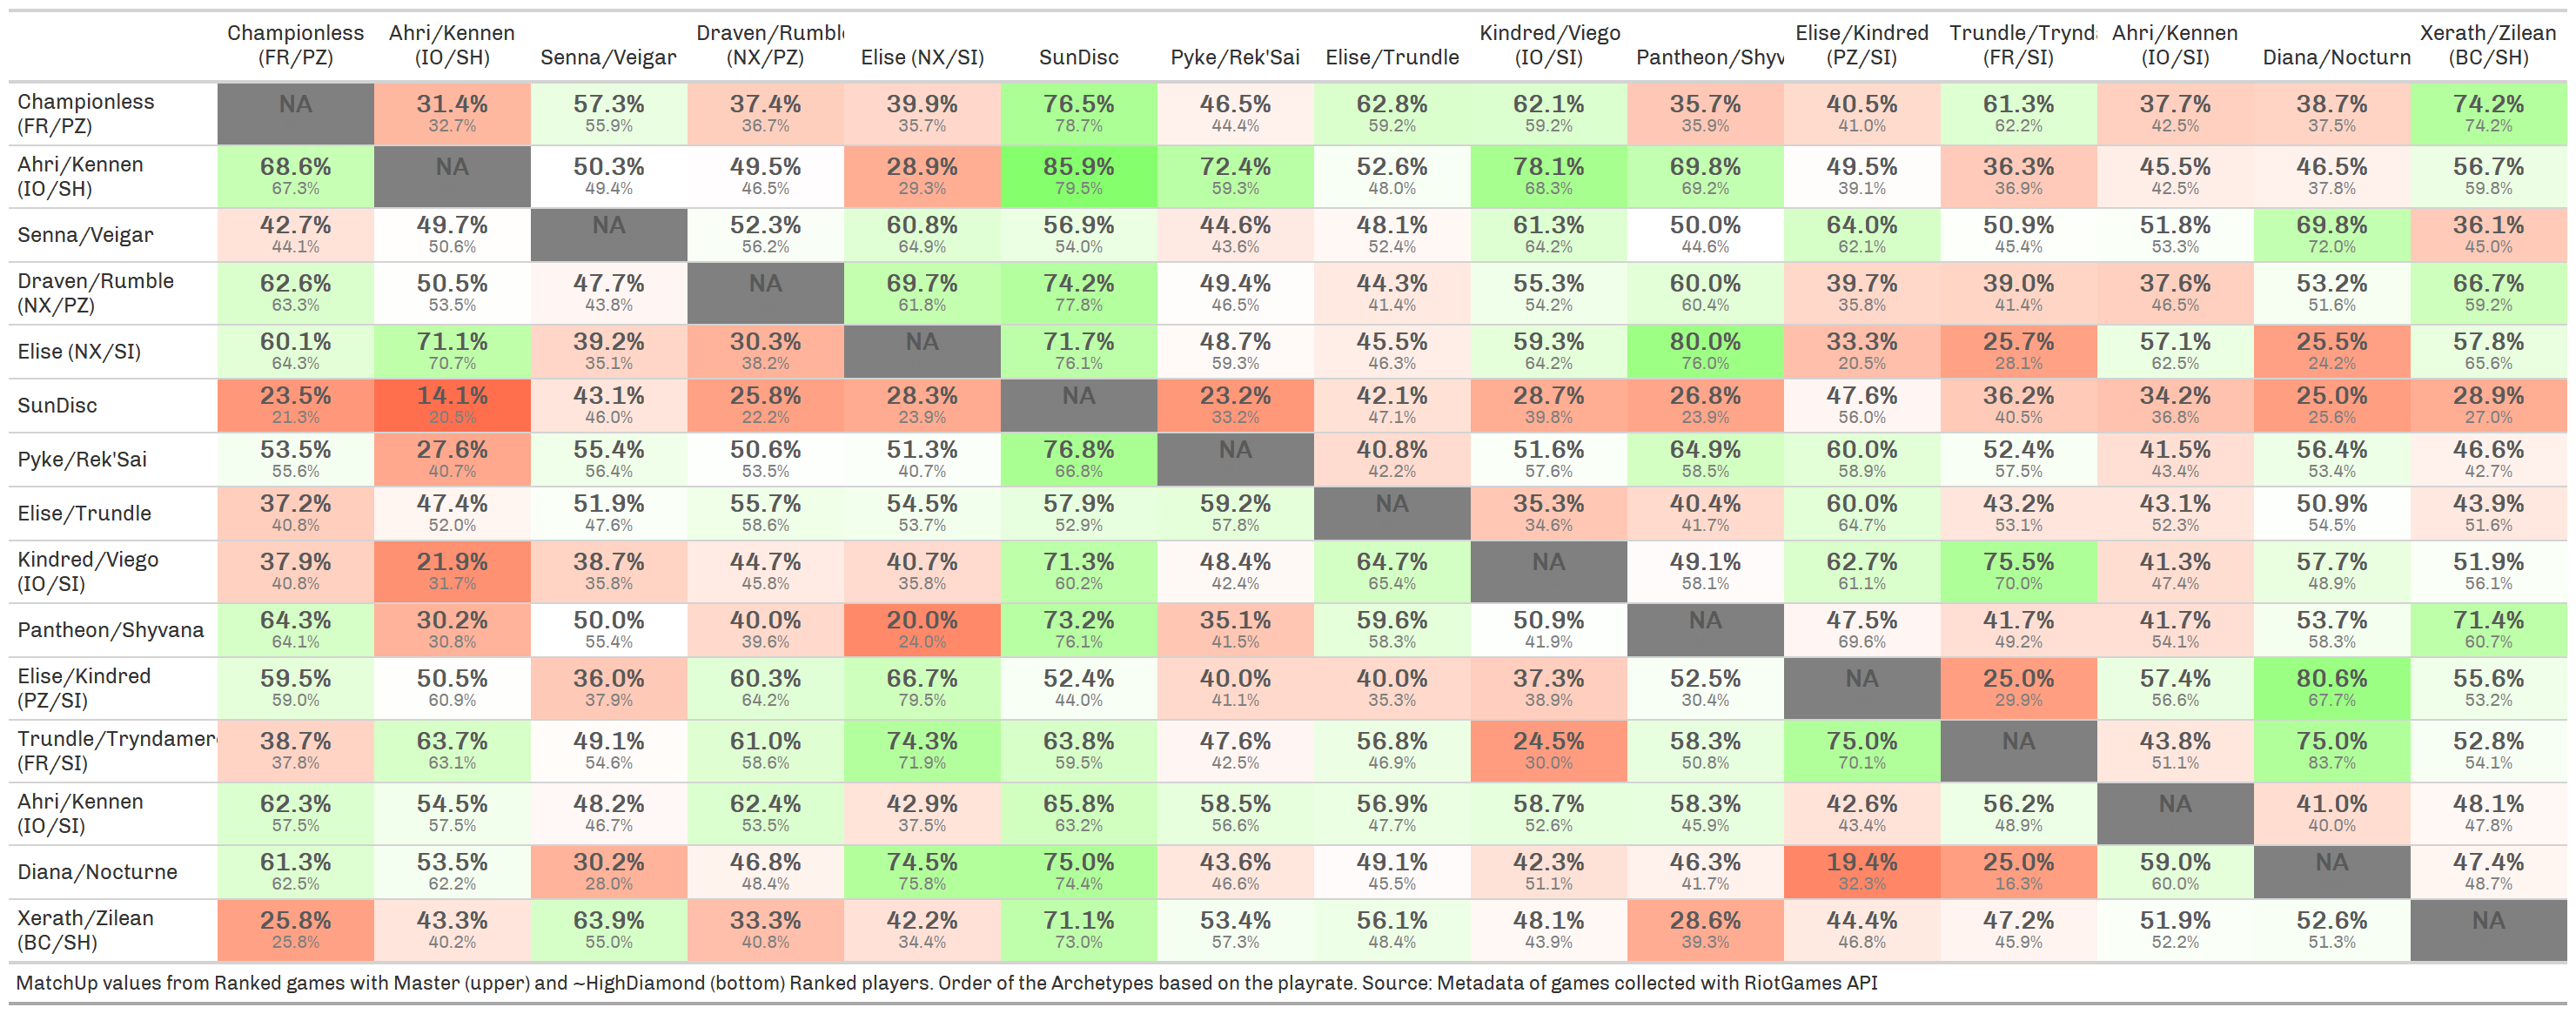 Championless Ahri/Kennen Draven/Rumbl Kindred/Viego Elise/Kindred Trundle/Trynd Ahri/Kennen Xerath/Zilean
(FR/PZ) (IO/SH) Senna/Veigar (NX/PZ) Elise (NX/SI) SunDisc Pyke/Rek'Sai Elise/Trundle (IO/SI) Pantheon/Shyv (PZ/SI) (FR/SI) (IO/SI) Diana/Nocturn (BC/SH)
Championless NA 31.4% 57.3% 37.4% 39.9% 76.5% 46.5% 62.8% 62.1% 35.7% 40.5% 61.3% 37.7% 38.7% 74.2%
(FR/PZ) 32.7% 55.9% 36.7% 35.7% 78.7% 44.4% 59.2% 59.2% 35.9% 41.0% 62.2% 42.5% 37.5% 74.2%
Ahri/Kennen 68.6% NA 50.3% 49.5% 28.9% 85.9% 72.4% 52.6% 78.1% 69.8% 49.5% 36.3% 45.5% 46.5% 56.7%
(IO/SH) 67.3% 49.4% 46.5% 29.3% 79.5% 59.3% 48.0% 68.3% 69.2% 39.1% 36.9% 42.5% 37.8% 59.8%
Senna/Veigar 42.7% 49.7% NA 52.3% 60.8% 56.9% 44.6% 48.1% 61.3% 50.0% 64.0% 50.9% 51.8% 69.8% 36.1%
44.1% 50.6% 56.2% 64.9% 54.0% 43.6% 52.4% 64.2% 44.6% 62.1% 45.4% 53.3% 72.0% 45.0%
Draven/Rumble 62.6% 50.5% 47.7% NA 69.7% 74.2% 49.4% 44.3% 55.3% 60.0% 39.7% 39.0% 37.6% 53.2% 66.7%
(NX/PZ) 63.3% 53.5% 43.8% 61.8% 77.8% 46.5% 41.4% 54.2% 60.4% 35.8% 41.4% 46.5% 51.6% 59.2%
Elise (NX/SI) 60.1% 71.1% 39.2% 30.3% NA 71.7% 48.7% 45.5% 59.3% 80.0% 33.3% 25.7% 57.1% 25.5% 57.8%
64.3% 70.7% 35.1% 38.2% 76.1% 59.3% 46.3% 64.2% 76.0% 20.5% 28.1% 62.5% 24.2% 65.6%
SunDisc 23.5% 14.1% 43.1% 25.8% 28.3% NA 23.2% 42.1% 28.7% 26.8% 47.6% 36.2% 34.2% 25.0% 28.9%
21.3% 20.5% 46.0% 22.2% 23.9% 33.2% 47.1% 39.8% 23.9% 56.0% 40.5% 36.8% 25.6% 27.0%
Pyke/Rek'Sai 53.5% 27.6% 55.4% 50.6% 51.3% 76.8% NA 40.8% 51.6% 64.9% 60.0% 52.4% 41.5% 56.4% 46.6%
55.6% 40.7% 56.4% 53.5% 40.7% 66.8% 42.2% 57.6% 58.5% 58.9% 57.5% 43.4% 53.4% 42.7%
Elise/Trundle 37.2% 47.4% 51.9% 55.7% 54.5% 57.9% 59.2% NA 35.3% 40.4% 60.0% 43.2% 43.1% 50.9% 43.9%
40.8% 52.0% 47.6% 58.6% 53.7% 52.9% 57.8% 34.6% 41.7% 64.7% 53.1% 52.3% 54.5% 51.6%
Kindred/Viego 37.9% 21.9% 38.7% 44.7% 40.7% 71.3% 48.4% 64.7% NA 49.1% 62.7% 75.5% 41.3% 57.7% 51.9%
(IO/SI) 40.8% 31.7% 35.8% 45.8% 35.8% 60.2% 42.4% 65.4% 58.1% 61.1% 70.0% 47.4% 48.9% 56.1%
Pantheon/Shyvana 64.3% 30.2% 50.0% 40.0% 20.0% 73.2% 35.1% 59.6% 50.9% NA 47.5% 41.7% 41.7% 53.7% 71.4%
64.1% 30.8% 55.4% 39.6% 24.0% 76.1% 41.5% 58.3% 41.9% 69.6% 49.2% 54.1% 58.3% 60.7%
Elise/Kindred 59.5% 50.5% 36.0% 60.3% 66.7% 52.4% 40.0% 40.0% 37.3% 52.5% NA 25.0% 57.4% 80.6% 55.6%
(PZ/SI) 59.0% 60.9% 37.9% 64.2% 79.5% 44.0% 41.1% 35.3% 38.9% 30.4% 29.9% 56.6% 67.7% 53.2%
Trundle/Tryndamer 38.7% 63.7% 49.1% 61.0% 74.3% 63.8% 47.6% 56.8% 24.5% 58.3% 75.0% NA 43.8% 75.0% 52.8%
(FR/SI) 37.8% 63.1% 54.6% 58.6% 71.9% 59.5% 42.5% 46.9% 30.0% 50.8% 70.1% 51.1% 83.7% 54.1%
Ahri/Kennen 62.3% 54.5% 48.2% 62.4% 42.9% 65.8% 58.5% 56.9% 58.7% 58.3% 42.6% 56.2% NA 41.0% 48.1%
(IO/SI) 57.5% 57.5% 46.7% 53.5% 37.5% 63.2% 56.6% 47.7% 52.6% 45.9% 43.4% 48.9% 40.0% 47.8%
Diana/Nocturne 61.3% 53.5% 30.2% 46.8% 74.5% 75.0% 43.6% 49.1% 42.3% 46.3% 19.4% 25.0% 59.0% NA 47.4%
62.5% 62.2% 28.0% 48.4% 75.8% 74.4% 46.6% 45.5% 51.1% 41.7% 32.3% 16.3% 60.0% 48.7%
Xerath/Zilean 25.8% 43.3% 63.9% 33.3% 42.2% 71.1% 53.4% 56.1% 48.1% 28.6% 44.4% 47.2% 51.9% 52.6% NA
(BC/SH) 25.8% 40.2% 55.0% 40.8% 34.4% 73.0% 57.3% 48.4% 43.9% 39.3% 46.8% 45.9% 52.2% 51.3%
MatchUp values from Ranked games with Master (upper) and ~HighDiamond (bottom) Ranked players. Order of the Archetypes based on the playrate. Source: Metadata of games collected with RiotGames API